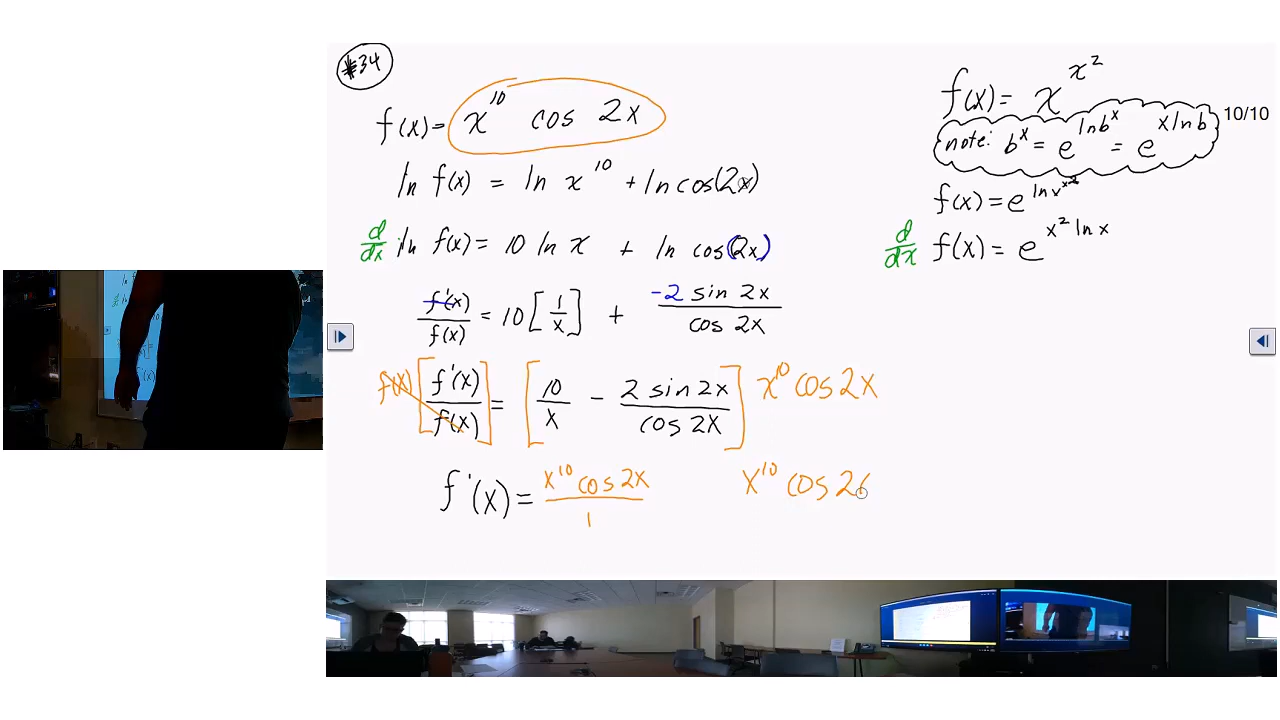 #34
f(x) = x^10 cos 2x
ln f(x) = ln x^10 + ln cos(2x)
d/dx ln f(x) = 10 ln x + ln cos(2x)
f'(x)/f(x) = 10 [1/x] + -2 sin 2x / cos 2x
f(x) [f'(x)/f(x)] = [10/x - 2 sin 2x / cos 2x] x^10 cos 2x
f'(x) = x^10 cos 2x / 1 x^10 cos 2
f(x) = x^x^2
10/10
note: b^x = e^ln b^x = e^x ln b
f(x) = e^ln x^x^2
d/dx f(x) = e^x^2 ln x